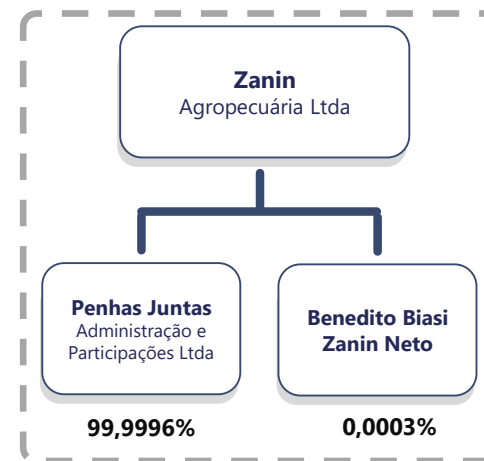 Zanin
Agropecuária Ltda
Penhas Juntas
Administração e
Participações Ltda
99,9996%
Benedito Biasi
Zanin Neto
0,0003%